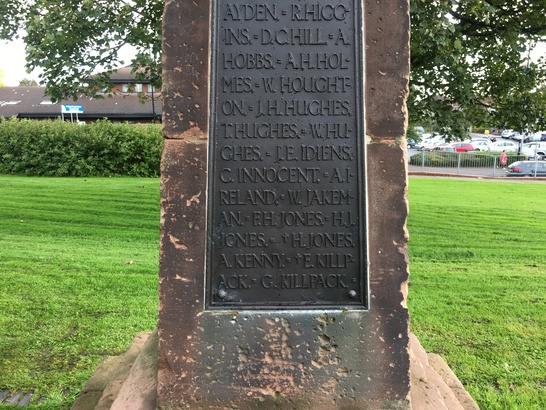 AYDEN. R.HIGG-
INS. D.G.HILL. A.
HOBBS. A.H.HOL-
MES. W.HOUGHT-
ON. J.H.HUGHES.
T.HUGHES. W.HU-
GHES. J.E.IDIENS.
C.INNOCENT. A.I-
RELAND. W.JAKEM-
AN. F.H.JONES. H.J.
JONES. *H.JONES.
A.KENNY. *E.KILLP-
ACK. G.KILLPACK.